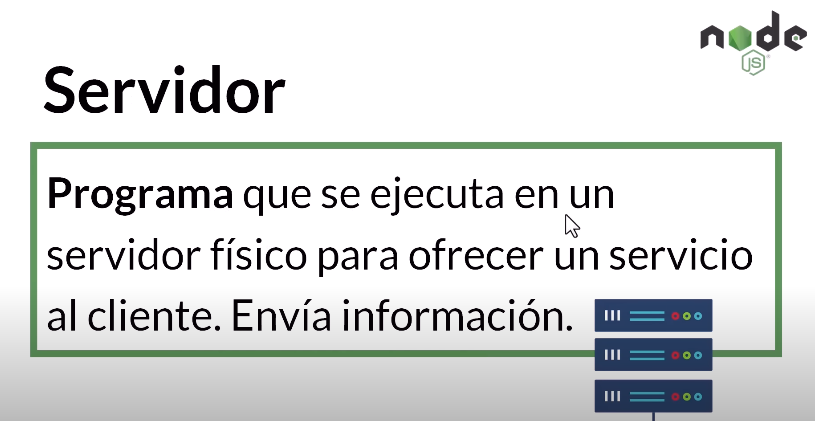 node
JS
Servidor
Programa que se ejecuta en un
servidor físico para ofrecer un servicio
al cliente. Envía información.